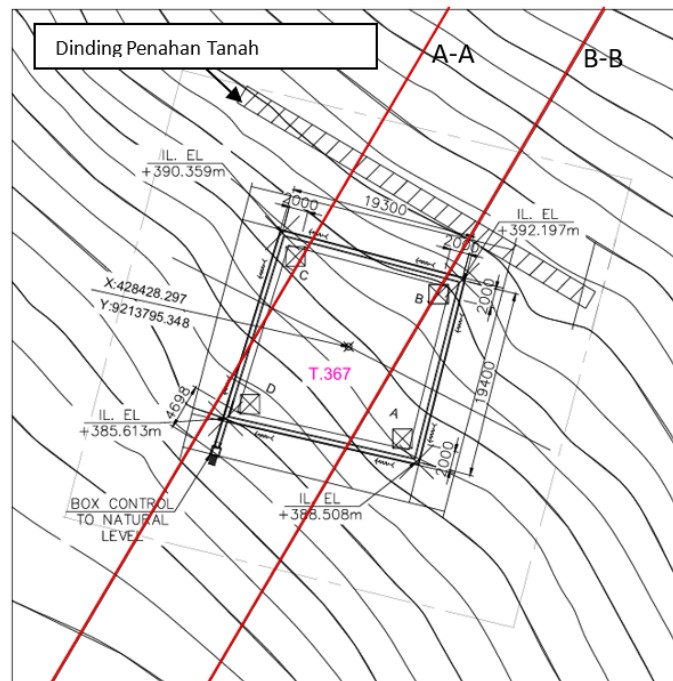 Dinding Penahan Tanah
A-A
B-B
IL. EL
+390.359m
19300
2000
IL. EL
+392.197m
2000
C
B
2000
X:428428.297
Y:9213795.348
T.367
19400
D
4698
A
IL. EL
+385.613m
2000
IL. EL
+388.508m
BOX CONTROL
TO NATURAL
LEVEL